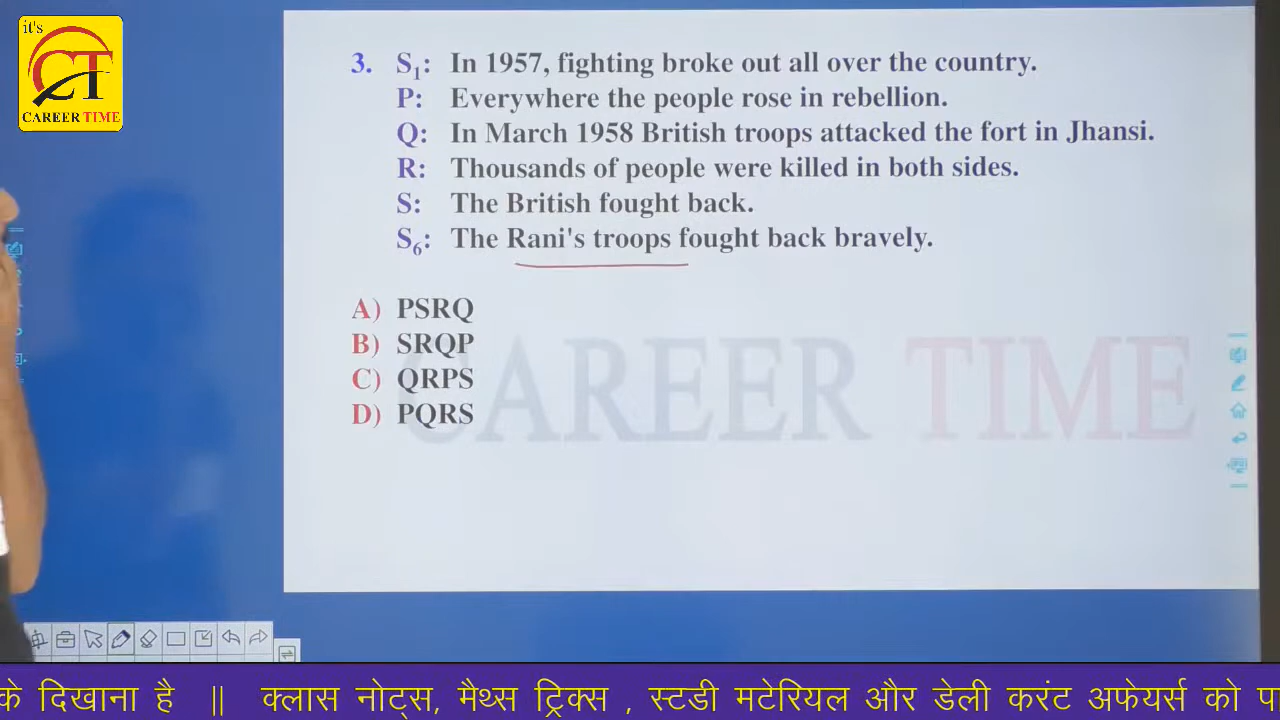 it's
CT
CAREER TIME
3. S1: In 1957, fighting broke out all over the country.
P: Everywhere the people rose in rebellion.
Q: In March 1958 British troops attacked the fort in Jhansi.
R: Thousands of people were killed in both sides.
S: The British fought back.
S6: The Rani's troops fought back bravely.
A) PSRQ
B) SRQP
C) QRPS
D) PQRS
CAREER TIME
के दिखाना है || क्लास नोट्स, मैथ्स ट्रिक्स , स्टडी मटेरियल और डेली करंट अफेयर्स को